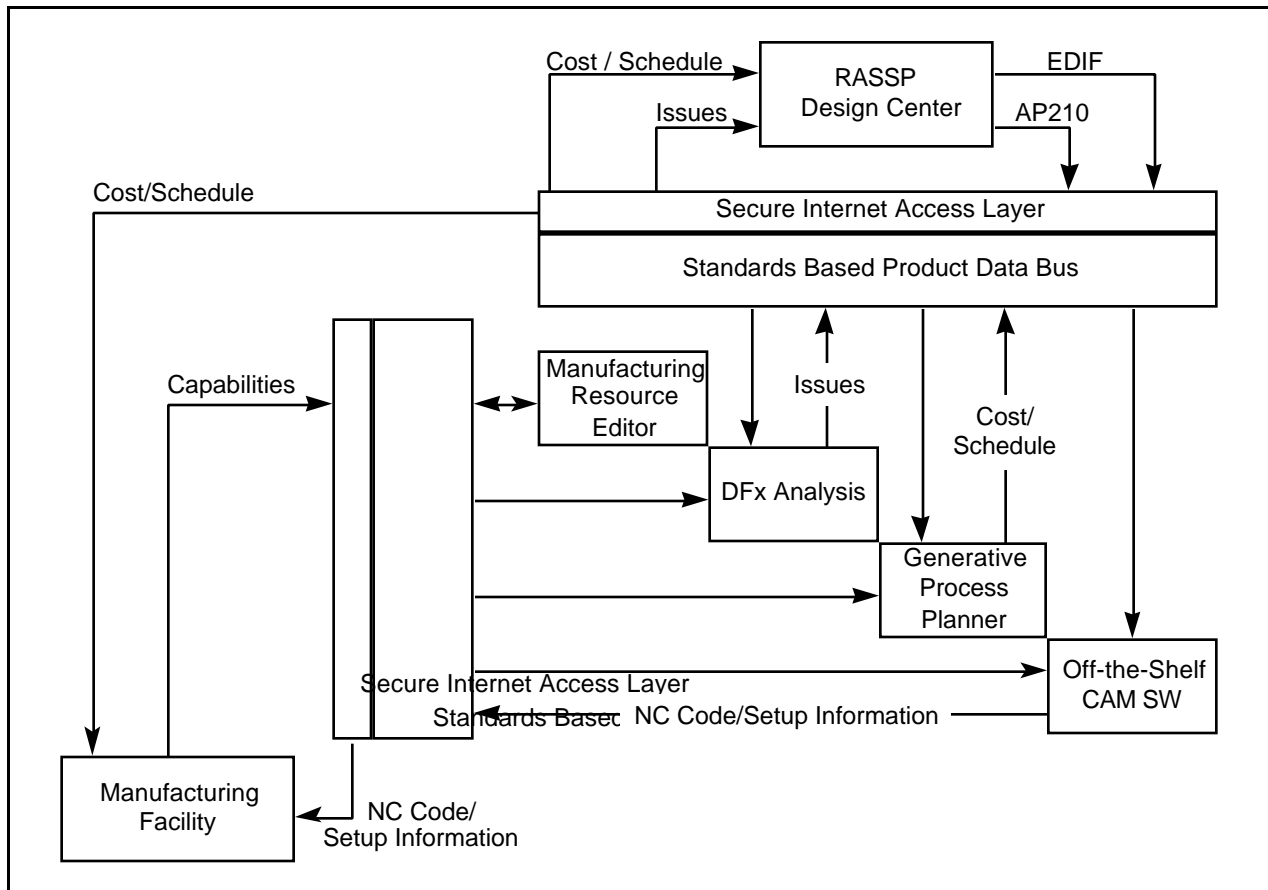 Cost / Schedule
RASSP
Design Center
EDIF
Issues
AP210
Cost/Schedule
Secure Internet Access Layer
Standards Based Product Data Bus
Capabilities
Manufacturing
Resource
Editor
Issues
Cost/
Schedule
DFx Analysis
Generative
Process
Planner
Secure Internet Access Layer
Standards Based
NC Code/Setup Information
Off-the-Shelf
CAM SW
Manufacturing
Facility
NC Code/
Setup Information